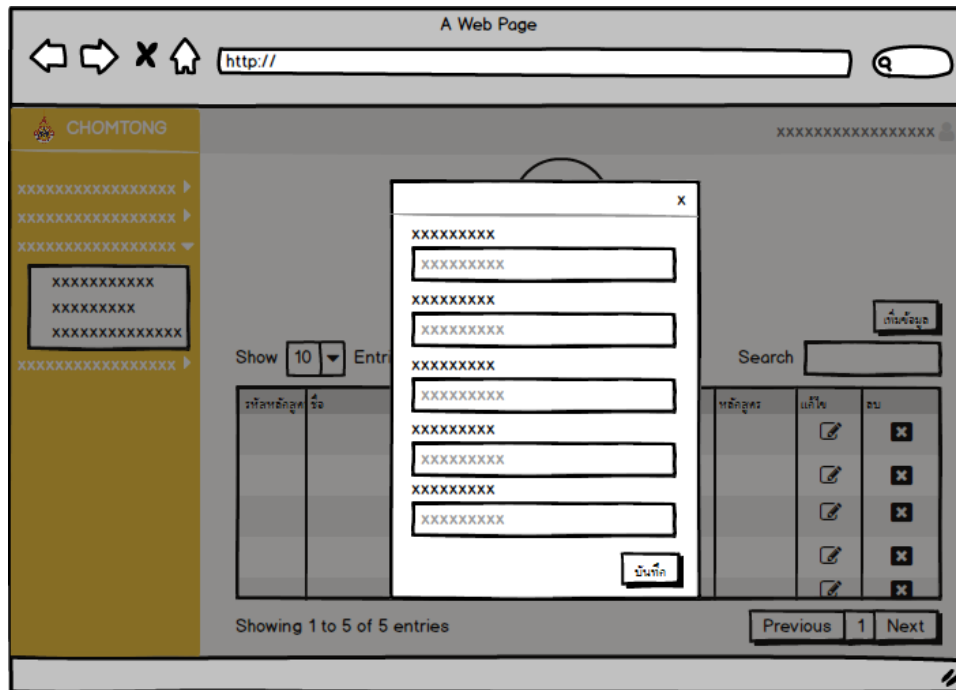 A Web Page
http://
CHOMTONG
xxxxxxxxxxxxxxxxx
xxxxxxxxxxxxxxxxx
xxxxxxxxxxxxxxxxx
xxxxxxxxxxxxxxxxx
xxxxxxxxxxx
xxxxxxxxx
xxxxxxxxxxxxxx
xxxxxxxxxxxxxxxxx
x
xxxxxxxxx
xxxxxxxxx
xxxxxxxxx
xxxxxxxxx
xxxxxxxxx
xxxxxxxxx
xxxxxxxxx
xxxxxxxxx
xxxxxxxxx
xxxxxxxxx
บันทึก
เพิ่มข้อมูล
Show 10 Entri
Search
รหัสหลักสูตร ชื่อ หลักสูตร แก้ไข ลบ
Showing 1 to 5 of 5 entries
Previous 1 Next